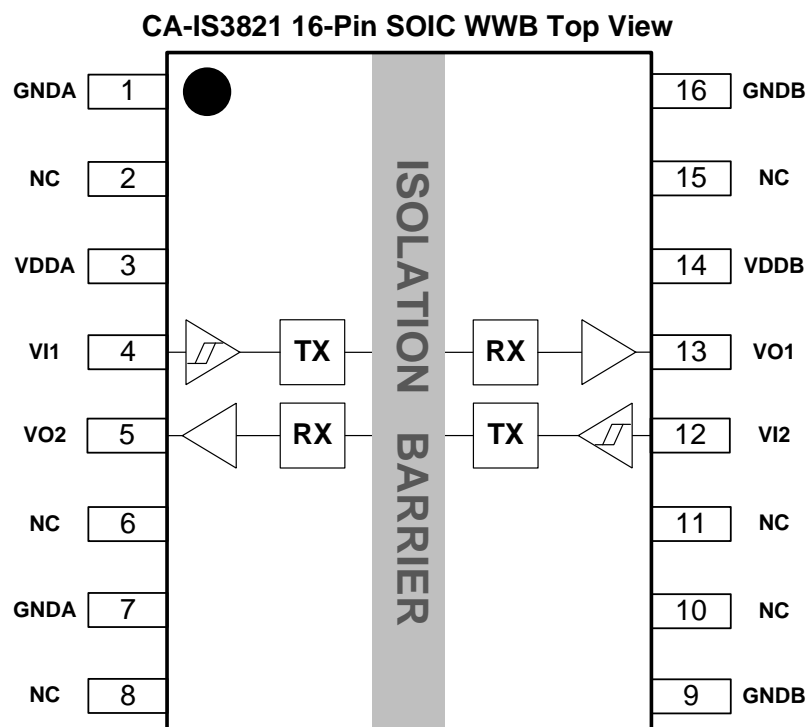 CA-IS3821 16-Pin SOIC WWB Top View
GNDA 1 16 GNDB
NC 2 15 NC
VDDA 3 14 VDDB
VI1 4 TX RX 13 VO1
VO2 5 RX TX 12 VI2
NC 6 11 NC
GNDA 7 10 NC
NC 8 9 GNDB
ISOLATION BARRIER